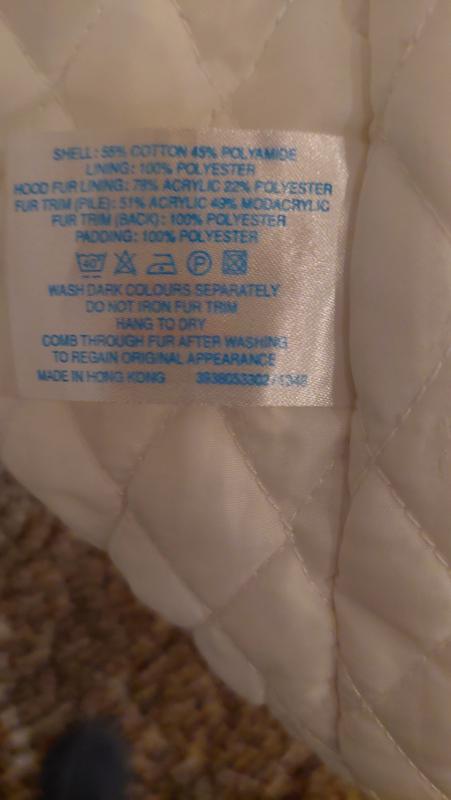 SHELL: 55% COTTON 45% POLYAMIDE
LINING: 100% POLYESTER
HOOD FUR LINING: 78% ACRYLIC 22% POLYESTER
FUR TRIM (PILE): 51% ACRYLIC 49% MODACRYLIC
FUR TRIM (BACK): 100% POLYESTER
PADDING: 100% POLYESTER
40 P
WASH DARK COLOURS SEPARATELY
DO NOT IRON FUR TRIM
HANG TO DRY
COMB THROUGH FUR AFTER WASHING
TO REGAIN ORIGINAL APPEARANCE
MADE IN HONG KONG